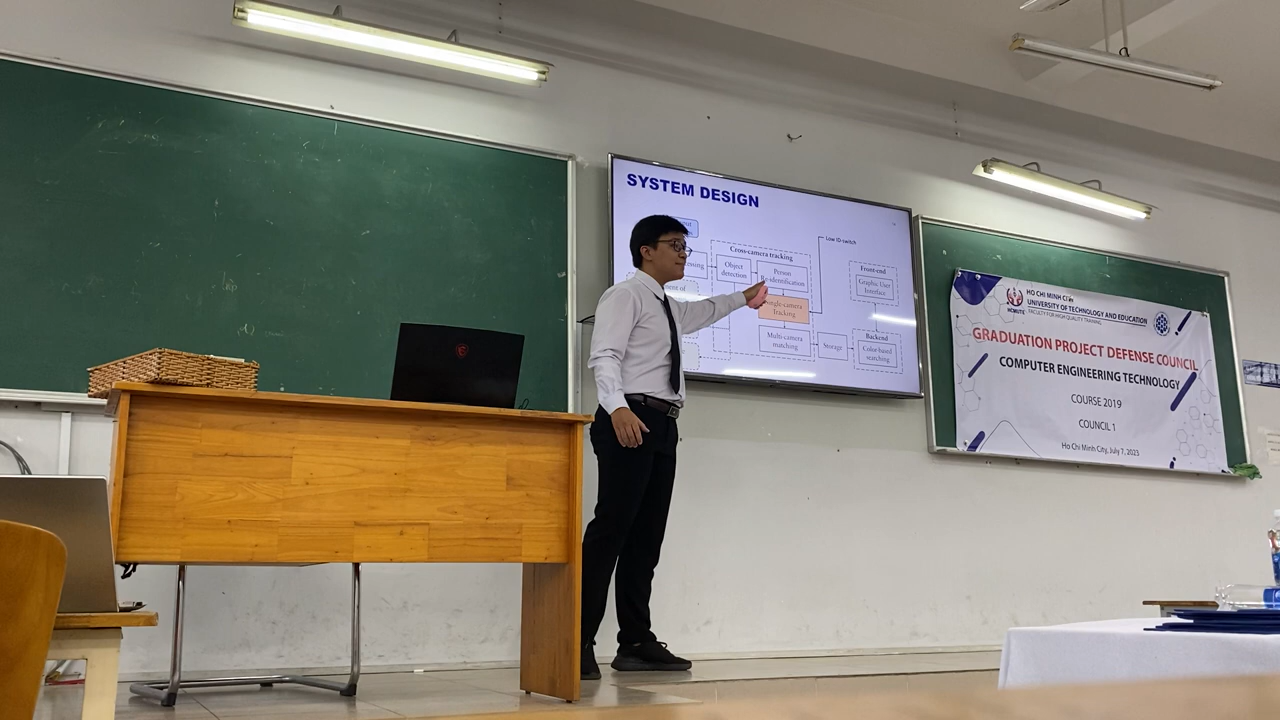 SYSTEM DESIGN
Low ID-switch
Cross-camera tracking
Object
detection
Person
Re-identification
Tracking
Multi-camera
matching
Storage
Front-end
Graphic User
Interface
Backend
Color-based
searching
HO CHI MINH CITY
UNIVERSITY OF TECHNOLOGY AND EDUCATION
FACULTY FOR HIGH QUALITY TRAINING
HCMUTE
GRADUATION PROJECT DEFENSE COUNCIL
COMPUTER ENGINEERING TECHNOLOGY
COURSE 2019
COUNCIL 1
Ho Chi Minh City, July 7, 2023